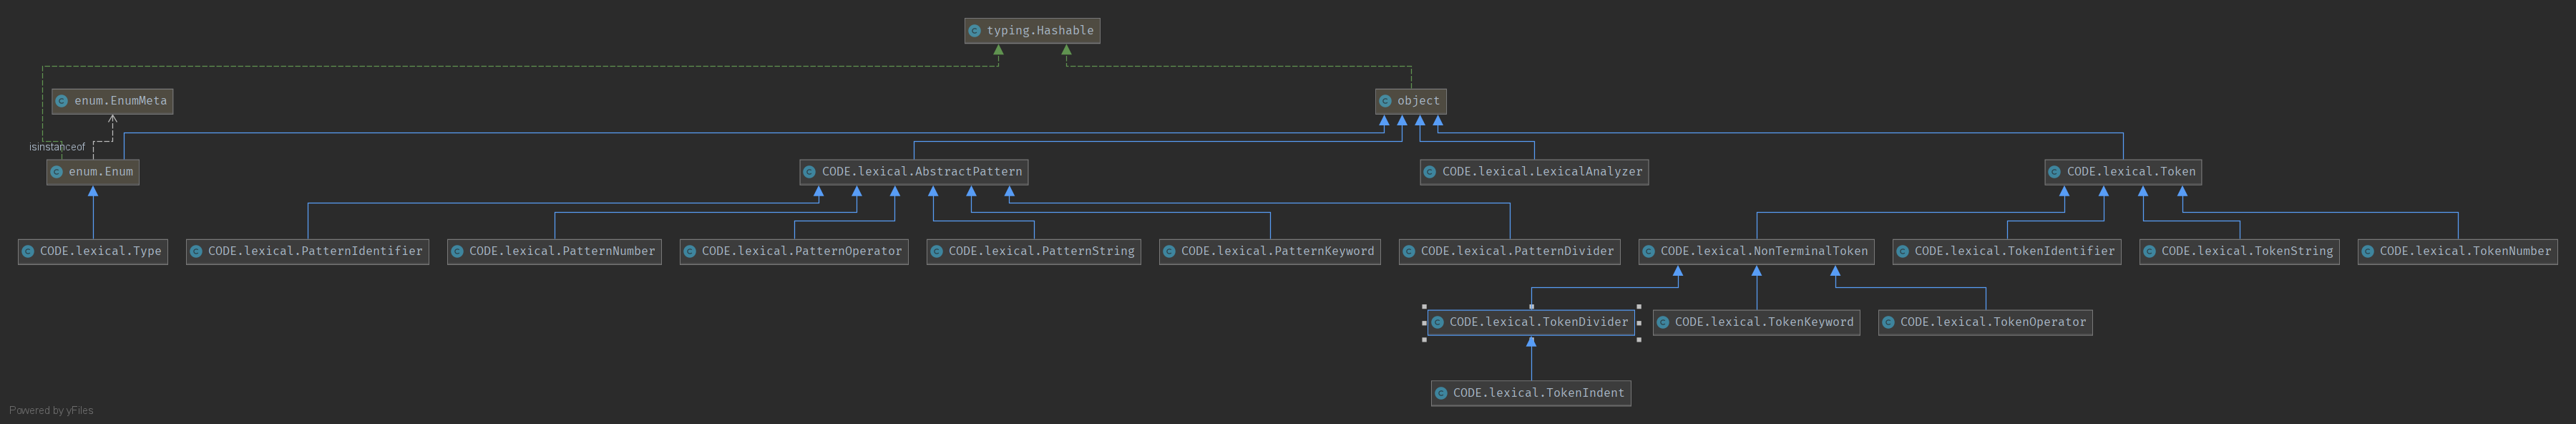 typing.Hashable
enum.EnumMeta
object
isinstanceof
enum.Enum
CODE.lexical.AbstractPattern
CODE.lexical.LexicalAnalyzer
CODE.lexical.Token
CODE.lexical.Type
CODE.lexical.PatternIdentifier
CODE.lexical.PatternNumber
CODE.lexical.PatternOperator
CODE.lexical.PatternString
CODE.lexical.PatternKeyword
CODE.lexical.PatternDivider
CODE.lexical.NonTerminalToken
CODE.lexical.TokenIdentifier
CODE.lexical.TokenString
CODE.lexical.TokenNumber
CODE.lexical.TokenDivider
CODE.lexical.TokenKeyword
CODE.lexical.TokenOperator
CODE.lexical.TokenIndent
Powered by yFiles